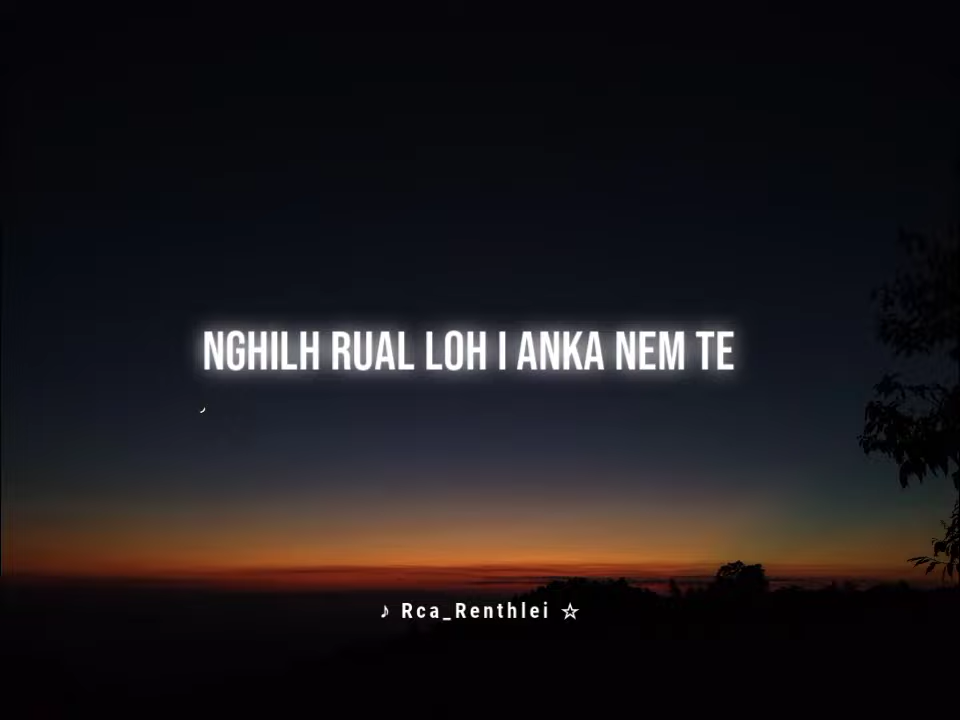 NGHILH RUAL LOH I ANKA NEM TE
♪ Rca_Renthlei ☆